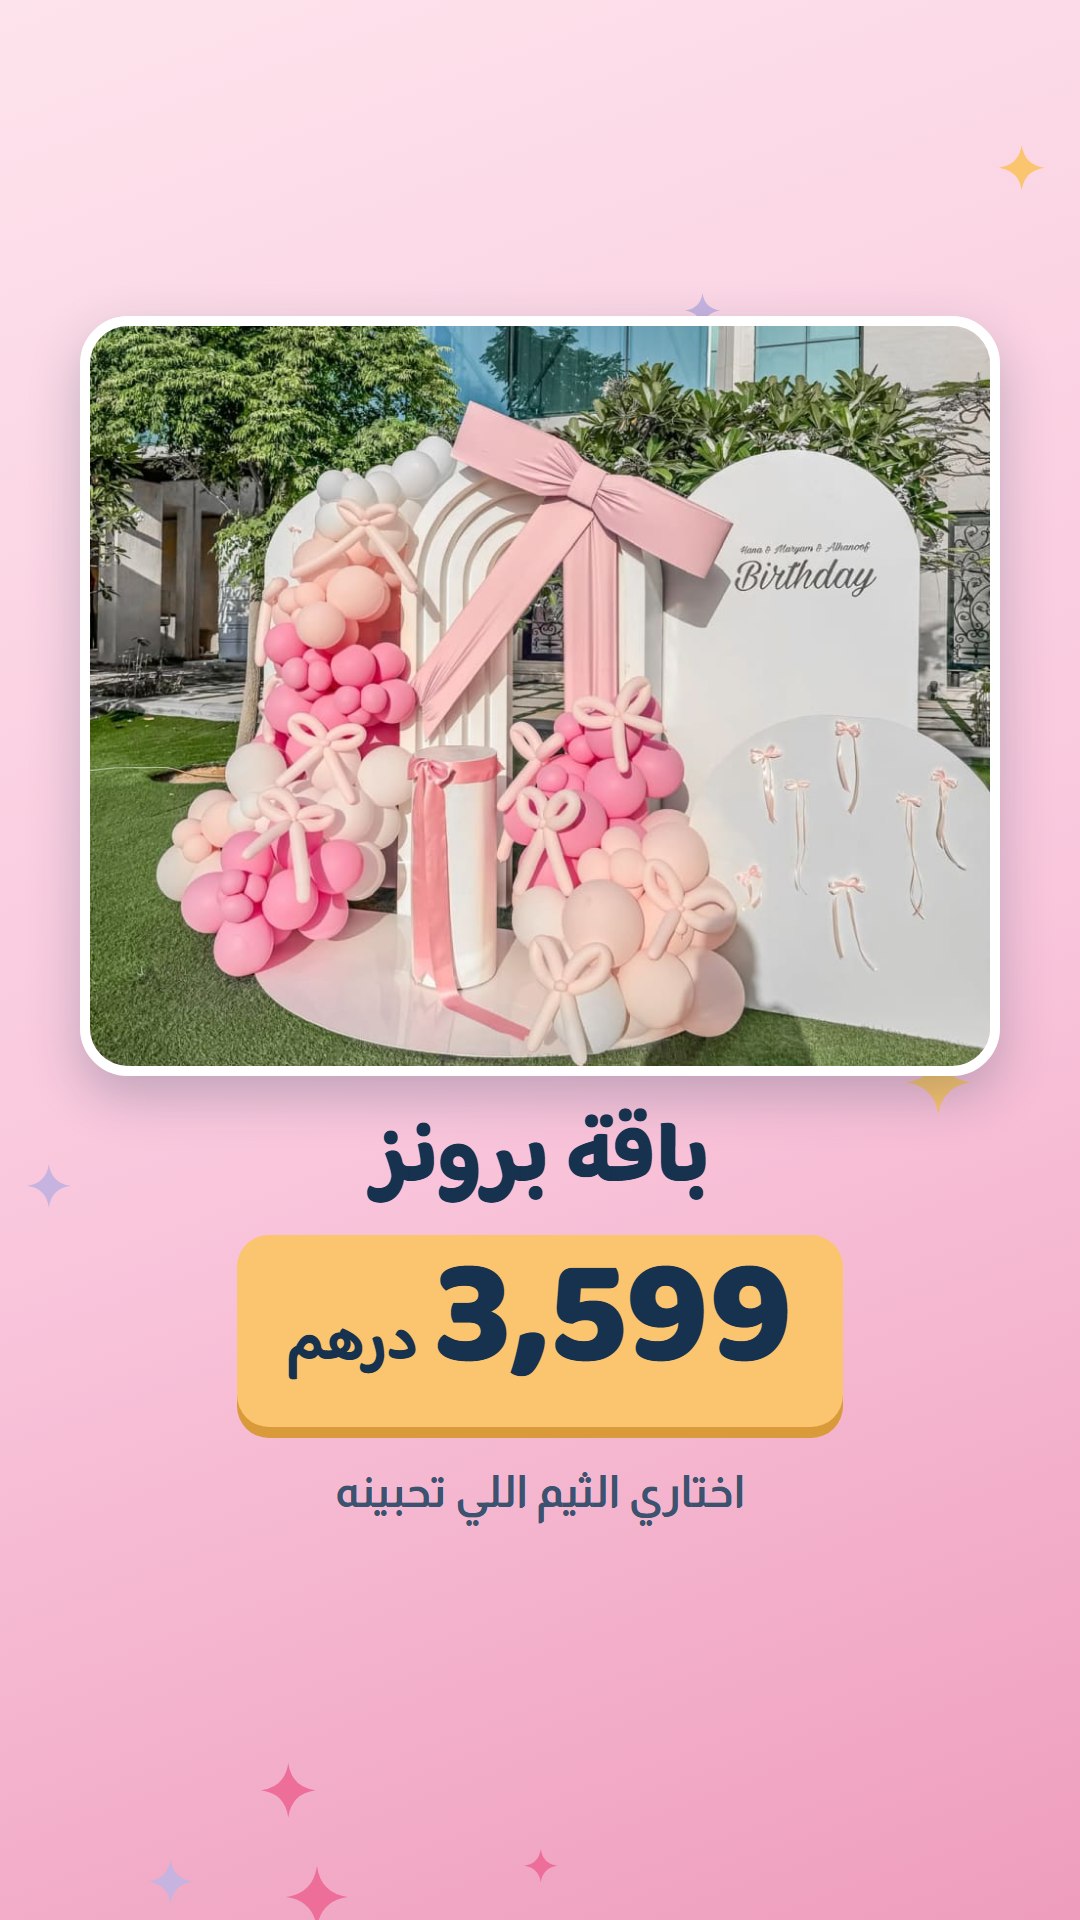 Hana & Maryam & Alhanoof
Birthday
باقة برونز
3,599 درهم
اختاري الثيم اللي تحبينه